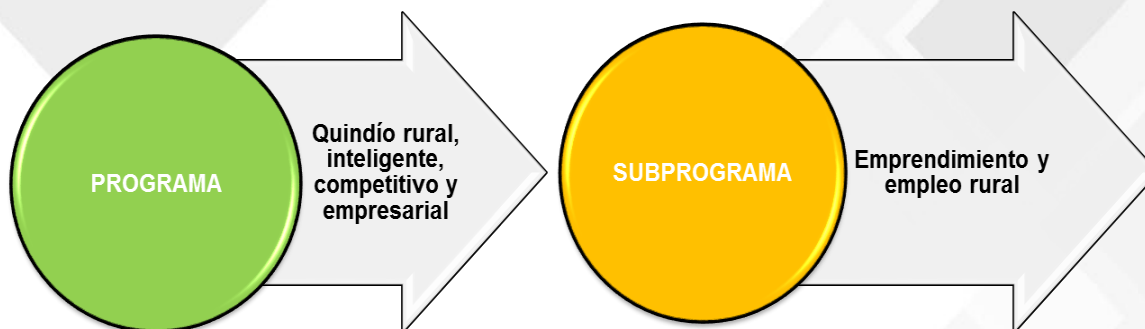 PROGRAMA
Quindío rural,
inteligente,
competitivo y
empresarial
SUBPROGRAMA
Emprendimiento y
empleo rural